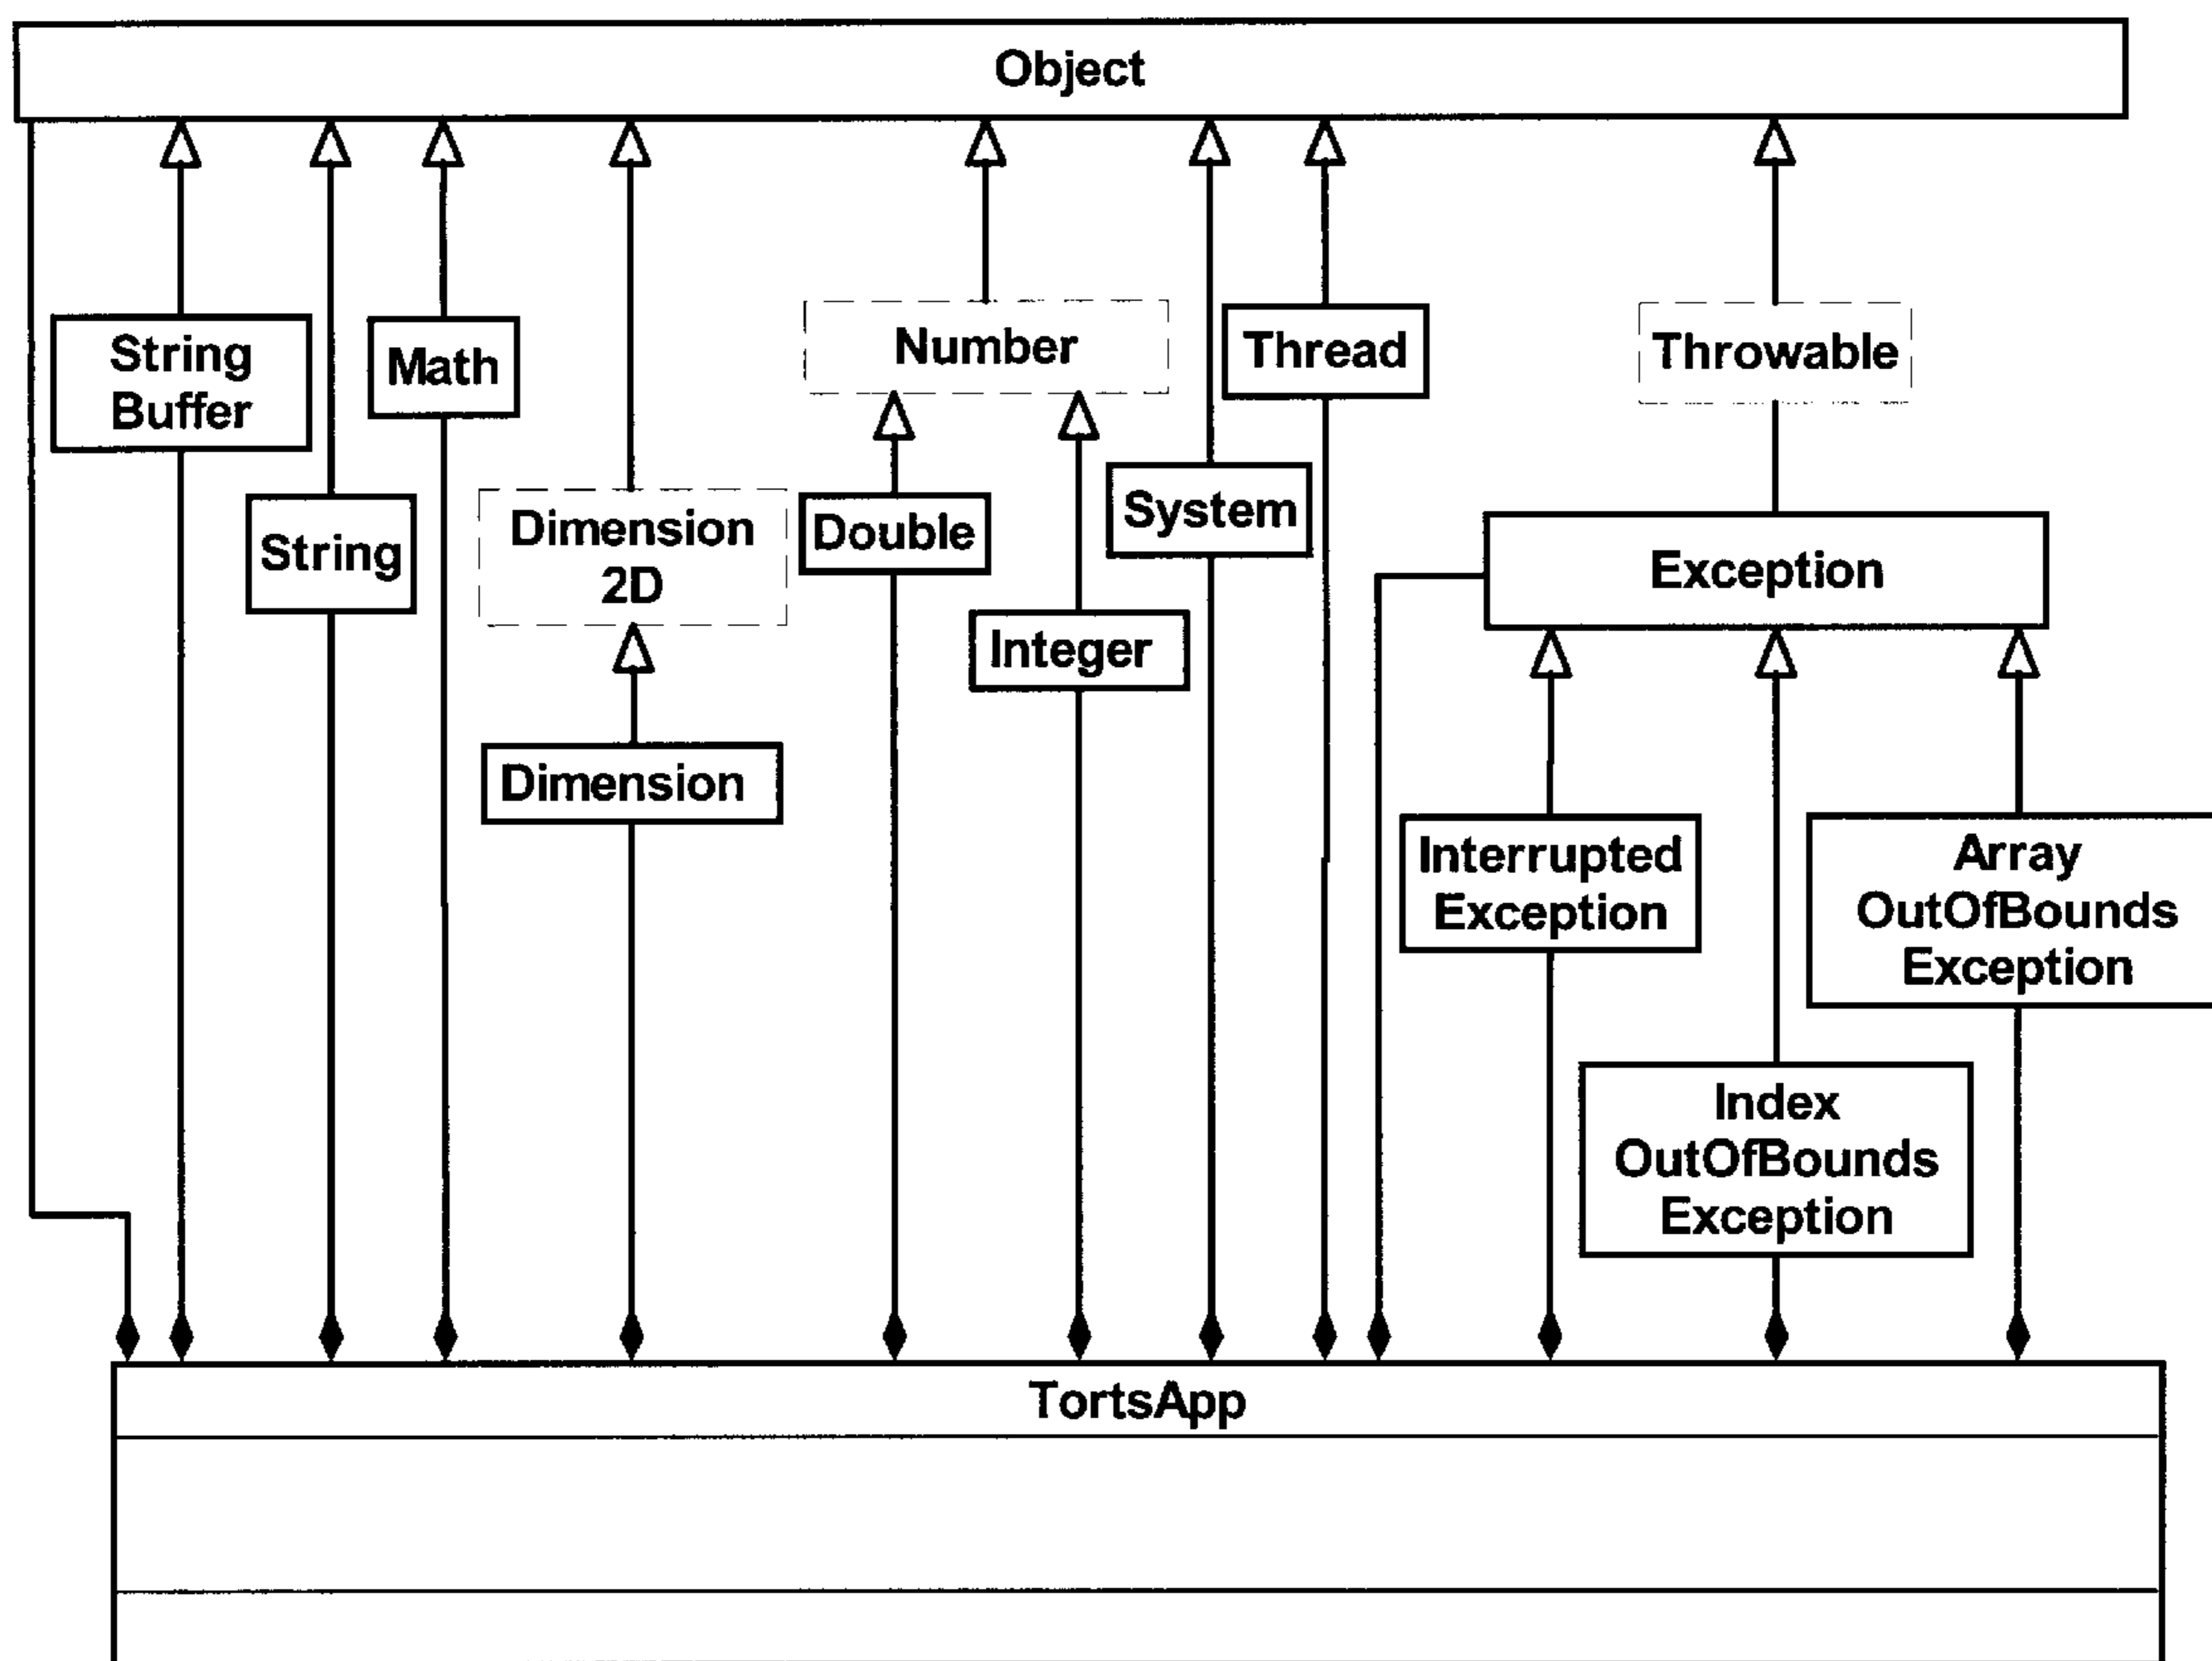 Object
String
Buffer
Math
Number
Thread
Throwable
String
Dimension
2D
Double
System
Exception
Integer
Dimension
Interrupted
Exception
Array
OutOfBounds
Exception
Index
OutOfBounds
Exception
TortsApp